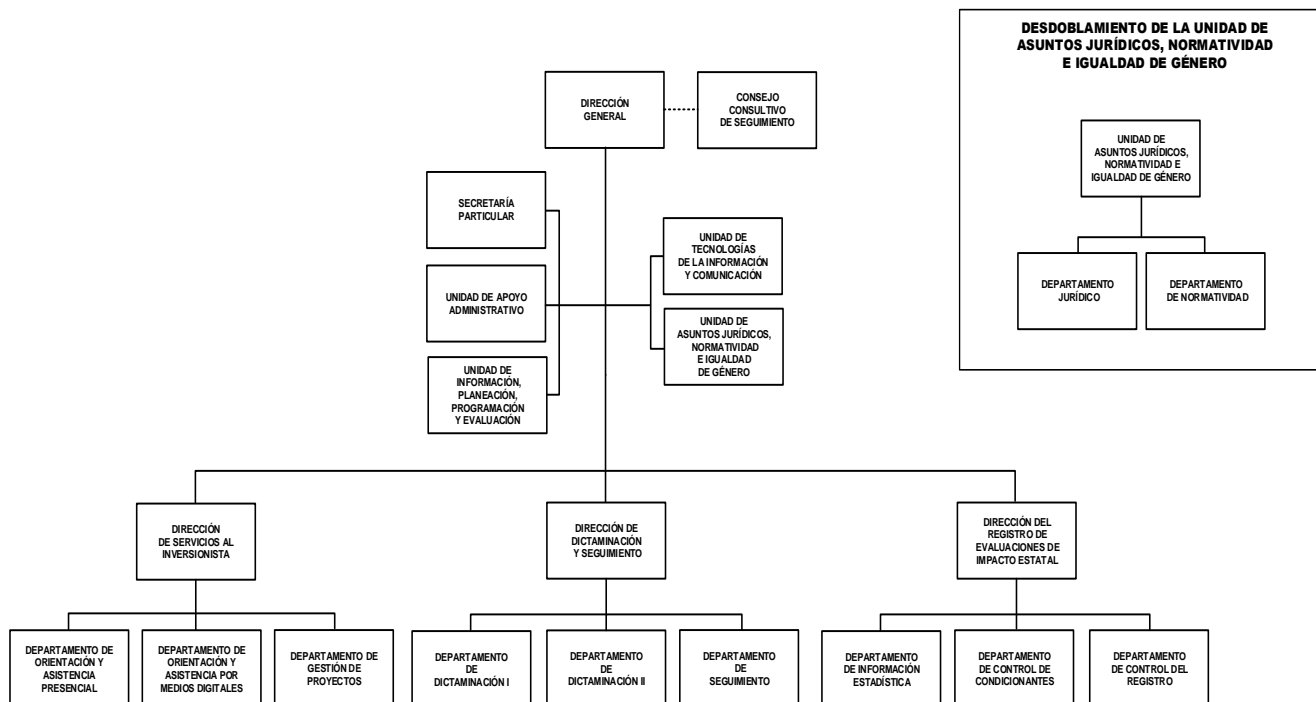 DESDOBLAMIENTO DE LA UNIDAD DE
ASUNTOS JURÍDICOS, NORMATIVIDAD
E IGUALDAD DE GÉNERO
DIRECCIÓN
GENERAL
CONSEJO
CONSULTIVO
DE SEGUIMIENTO
UNIDAD DE
ASUNTOS JURÍDICOS,
NORMATIVIDAD E
IGUALDAD DE GÉNERO
DEPARTAMENTO
JURÍDICO
DEPARTAMENTO
DE NORMATIVIDAD
SECRETARÍA
PARTICULAR
UNIDAD DE
TECNOLOGÍAS
DE LA INFORMACIÓN
Y COMUNICACIÓN
UNIDAD DE APOYO
ADMINISTRATIVO
UNIDAD DE
ASUNTOS JURÍDICOS,
NORMATIVIDAD
E IGUALDAD
DE GÉNERO
UNIDAD DE
INFORMACIÓN,
PLANEACIÓN,
PROGRAMACIÓN
Y EVALUACIÓN
DIRECCIÓN
DE SERVICIOS AL
INVERSIONISTA
DIRECCIÓN DE
DICTAMINACIÓN
Y SEGUIMIENTO
DIRECCIÓN DEL
REGISTRO DE
EVALUACIONES DE
IMPACTO ESTATAL
DEPARTAMENTO DE
ORIENTACIÓN Y
ASISTENCIA
PRESENCIAL
DEPARTAMENTO DE
ORIENTACIÓN Y
ASISTENCIA POR
MEDIOS DIGITALES
DEPARTAMENTO DE
GESTIÓN DE
PROYECTOS
DEPARTAMENTO
DE
DICTAMINACIÓN I
DEPARTAMENTO
DE
DICTAMINACIÓN II
DEPARTAMENTO
DE
SEGUIMIENTO
DEPARTAMENTO
DE INFORMACIÓN
ESTADÍSTICA
DEPARTAMENTO
DE CONTROL DE
CONDICIONANTES
DEPARTAMENTO
DE CONTROL DEL
REGISTRO